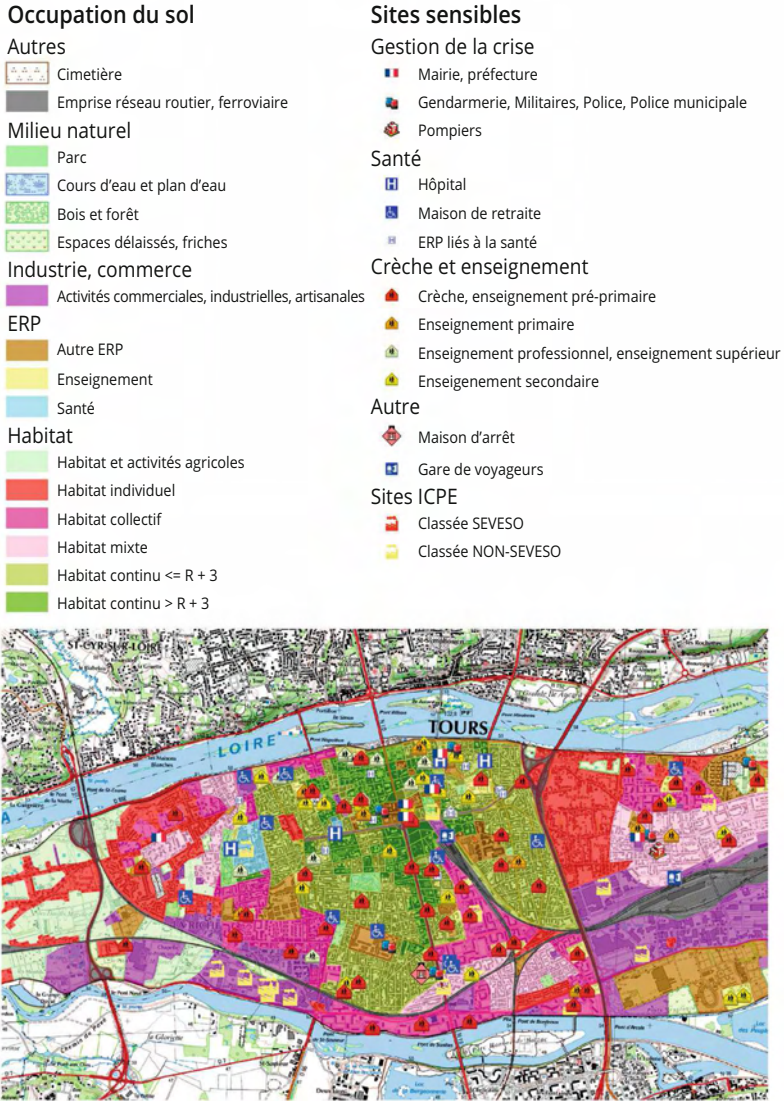 Occupation du sol
Autres
Cimetière
Emprise réseau routier, ferroviaire
Milieu naturel
Parc
Cours d'eau et plan d'eau
Bois et forêt
Espaces délaissés, friches
Industrie, commerce
Activités commerciales, industrielles, artisanales
ERP
Autre ERP
Enseignement
Santé
Habitat
Habitat et activités agricoles
Habitat individuel
Habitat collectif
Habitat mixte
Habitat continu <= R + 3
Habitat continu > R + 3
Sites sensibles
Gestion de la crise
Mairie, préfecture
Gendarmerie, Militaires, Police, Police municipale
Pompiers
Santé
Hôpital
Maison de retraite
ERP liés à la santé
Crèche et enseignement
Crèche, enseignement pré-primaire
Enseignement primaire
Enseignement professionnel, enseignement supérieur
Enseigenement secondaire
Autre
Maison d'arrêt
Gare de voyageurs
Sites ICPE
Classée SEVESO
Classée NON-SEVESO
ST-CYR-SUR-LOIRE
TOURS
LOIRE